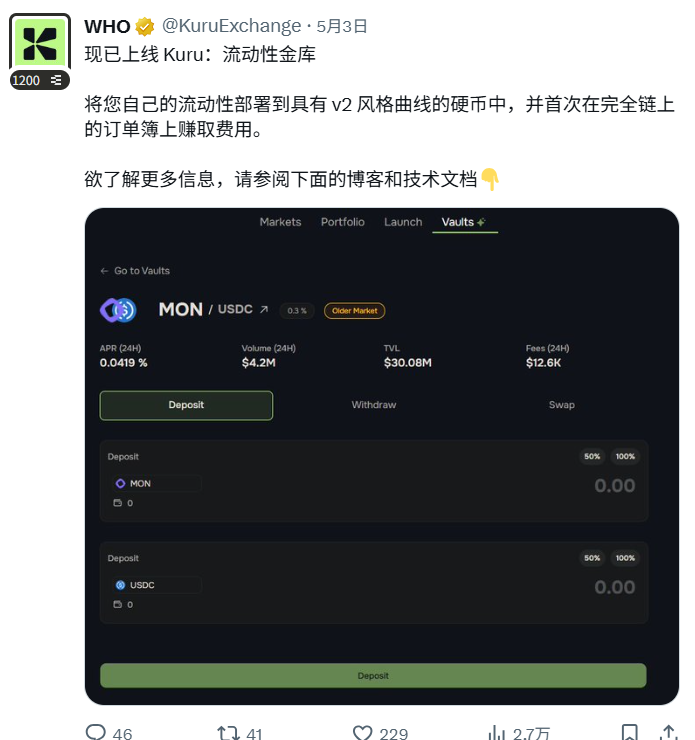 WHO @KuruExchange · 5月3日
1200
现已上线 Kuru：流动性金库
将您自己的流动性部署到具有 v2 风格曲线的硬币中，并首次在完全链上
的订单簿上赚取费用。
欲了解更多信息，请参阅下面的博客和技术文档👇
Markets Portfolio Launch Vaults
← Go to Vaults
MON / USDC ↗ 0.3 % Older Market
APR (24H) Volume (24H) TVL Fees (24H)
0.0419 % $4.2M $30.08M $12.6K
Deposit Withdraw Swap
Deposit 50% 100%
MON 0.00
0
Deposit 50% 100%
USDC 0.00
0
Deposit
46 41 229 2.7万